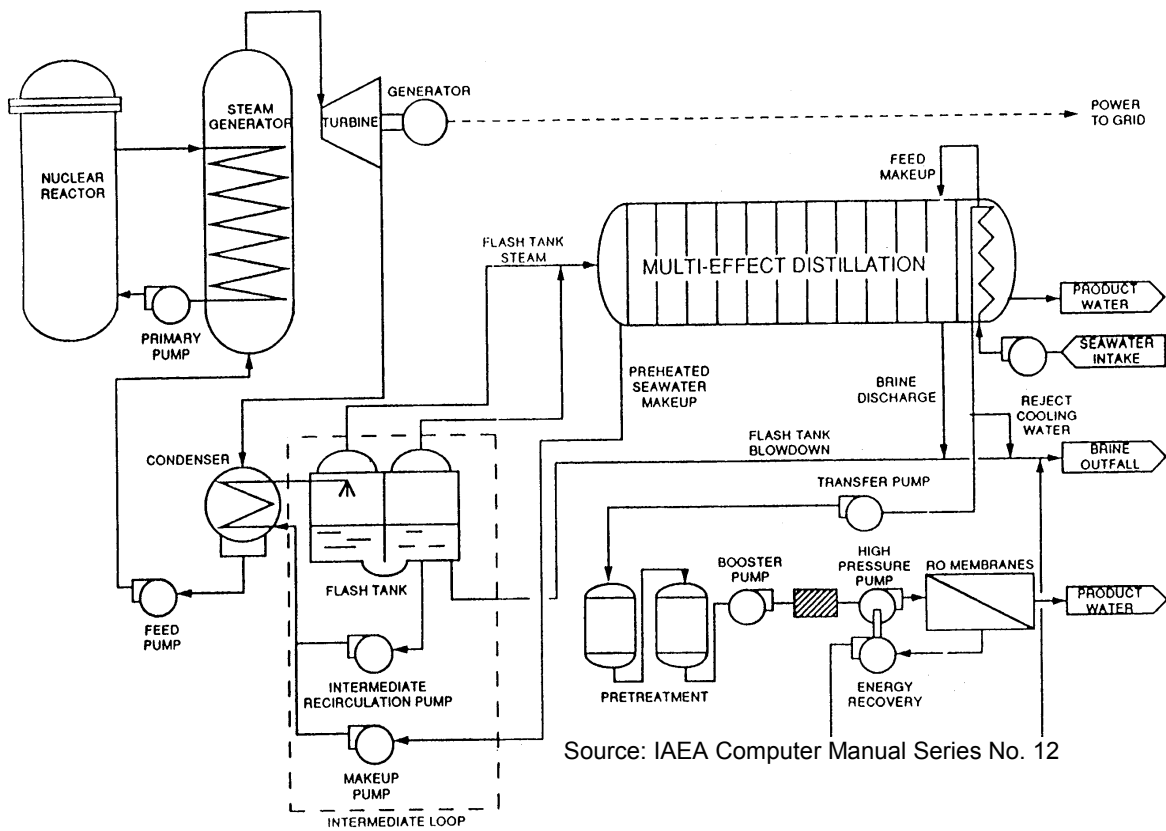 GENERATOR
STEAM
GENERATOR
TURBINE
POWER
TO GRID
NUCLEAR
REACTOR
FEED
MAKEUP
FLASH TANK
STEAM
MULTI-EFFECT DISTILLATION
PRODUCT
WATER
PRIMARY
PUMP
SEAWATER
INTAKE
PREHEATED
SEAWATER
MAKEUP
BRINE
DISCHARGE
REJECT
COOLING
WATER
CONDENSER
FLASH TANK
BLOWDOWN
BRINE
OUTFALL
TRANSFER PUMP
FLASH TANK
BOOSTER
PUMP
HIGH
PRESSURE
PUMP
RO MEMBRANES
PRODUCT
WATER
FEED
PUMP
INTERMEDIATE
RECIRCULATION PUMP
PRETREATMENT
ENERGY
RECOVERY
Source: IAEA Computer Manual Series No. 12
MAKEUP
PUMP
INTERMEDIATE LOOP